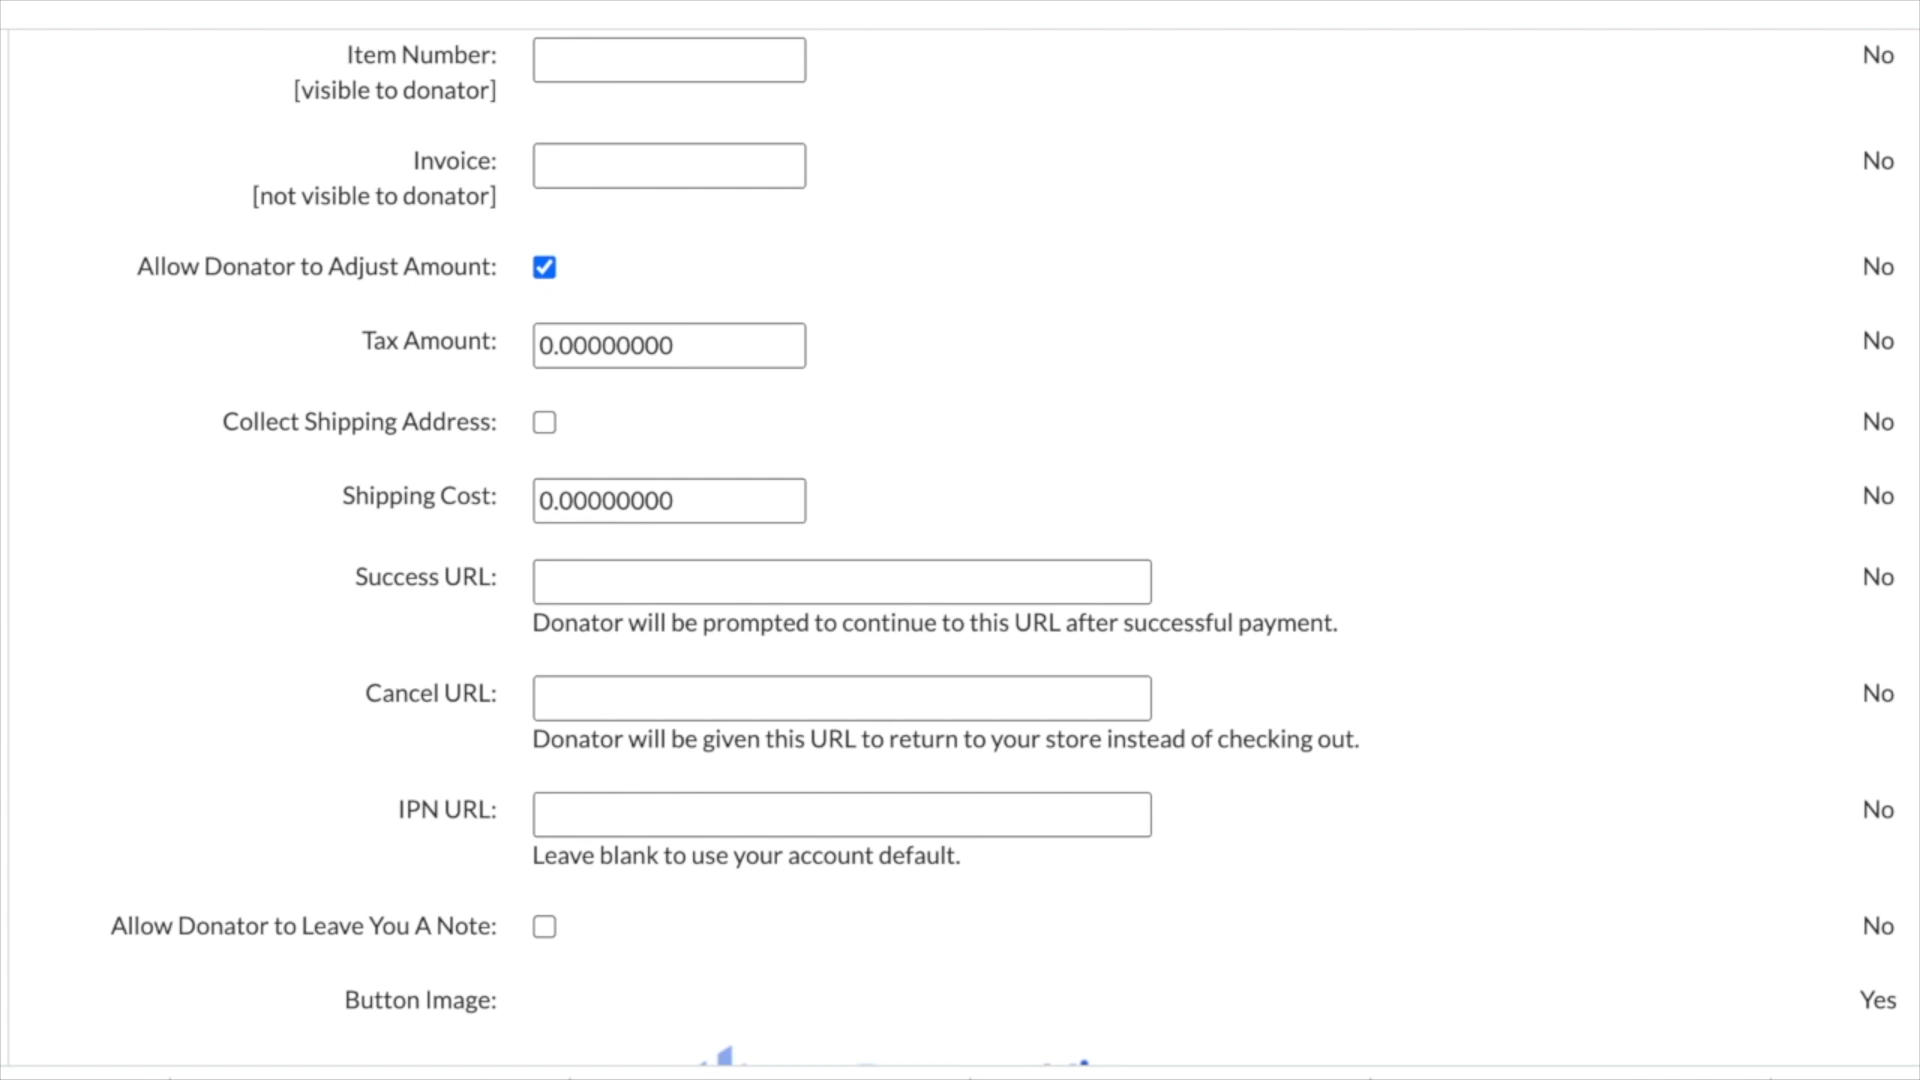 Item Number: No
[visible to donator]
Invoice: No
[not visible to donator]
Allow Donator to Adjust Amount: No
Tax Amount: 0.00000000 No
Collect Shipping Address: No
Shipping Cost: 0.00000000 No
Success URL: No
Donator will be prompted to continue to this URL after successful payment.
Cancel URL: No
Donator will be given this URL to return to your store instead of checking out.
IPN URL: No
Leave blank to use your account default.
Allow Donator to Leave You A Note: No
Button Image: Yes